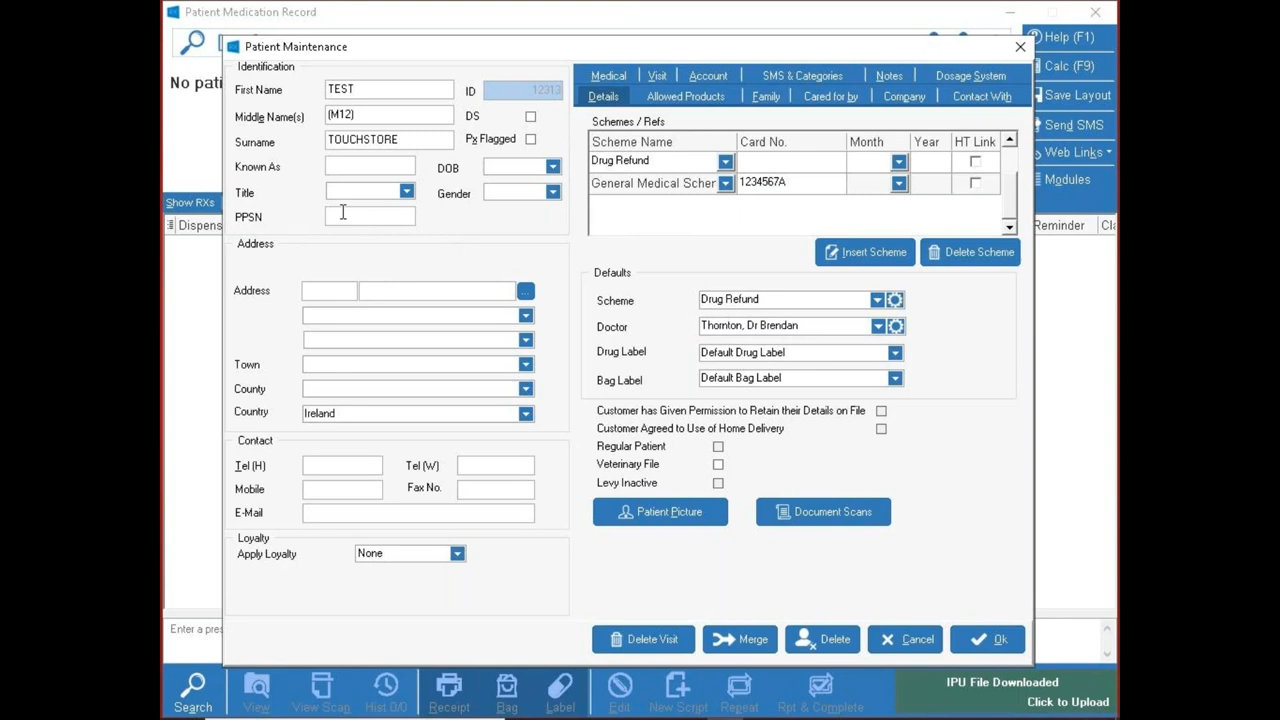 Patient Medication Record
Help (F1)
Calc (F9)
Save Layout
Send SMS
Web Links
Modules
No pati
Show RXs
Dispens
Reminder
Cla
Patient Maintenance
Identification
First Name TEST ID 12313
Middle Name(s) (M12) DS
Surname TOUCHSTORE Px Flagged
Known As DOB
Title Gender
PPSN
Address
Address ...
Town
County
Country Ireland
Contact
Tel (H) Tel (W)
Mobile Fax No.
E-Mail
Loyalty
Apply Loyalty None
Medical Visit Account SMS & Categories Notes Dosage System
Details Allowed Products Family Cared for by Company Contact With
Schemes / Refs
Scheme Name Card No. Month Year HT Link
Drug Refund
General Medical Schem 1234567A
Insert Scheme Delete Scheme
Defaults
Scheme Drug Refund
Doctor Thornton, Dr Brendan
Drug Label Default Drug Label
Bag Label Default Bag Label
Customer has Given Permission to Retain their Details on File
Customer Agreed to Use of Home Delivery
Regular Patient
Veterinary File
Levy Inactive
Patient Picture Document Scans
Delete Visit Merge Delete Cancel Ok
Enter a pres
Search View View Scan Hist 0/0 Receipt Bag Label Edit New Script Repeat Rpt & Complete
IPU File Downloaded
Click to Upload